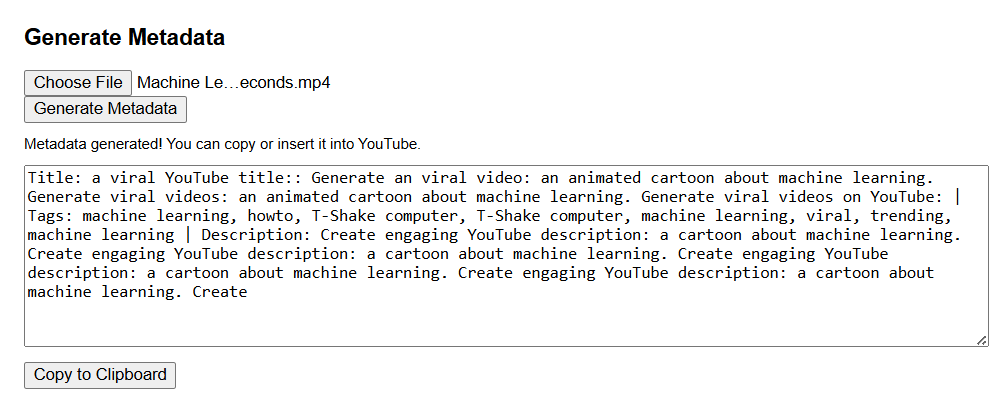 Generate Metadata
Choose File Machine Le...econds.mp4
Generate Metadata
Metadata generated! You can copy or insert it into YouTube.
Title: a viral YouTube title:: Generate an viral video: an animated cartoon about machine learning.
Generate viral videos: an animated cartoon about machine learning. Generate viral videos on YouTube: |
Tags: machine learning, howto, T-Shake computer, T-Shake computer, machine learning, viral, trending,
machine learning | Description: Create engaging YouTube description: a cartoon about machine learning.
Create engaging YouTube description: a cartoon about machine learning. Create engaging YouTube
description: a cartoon about machine learning. Create engaging YouTube description: a cartoon about
machine learning. Create
Copy to Clipboard